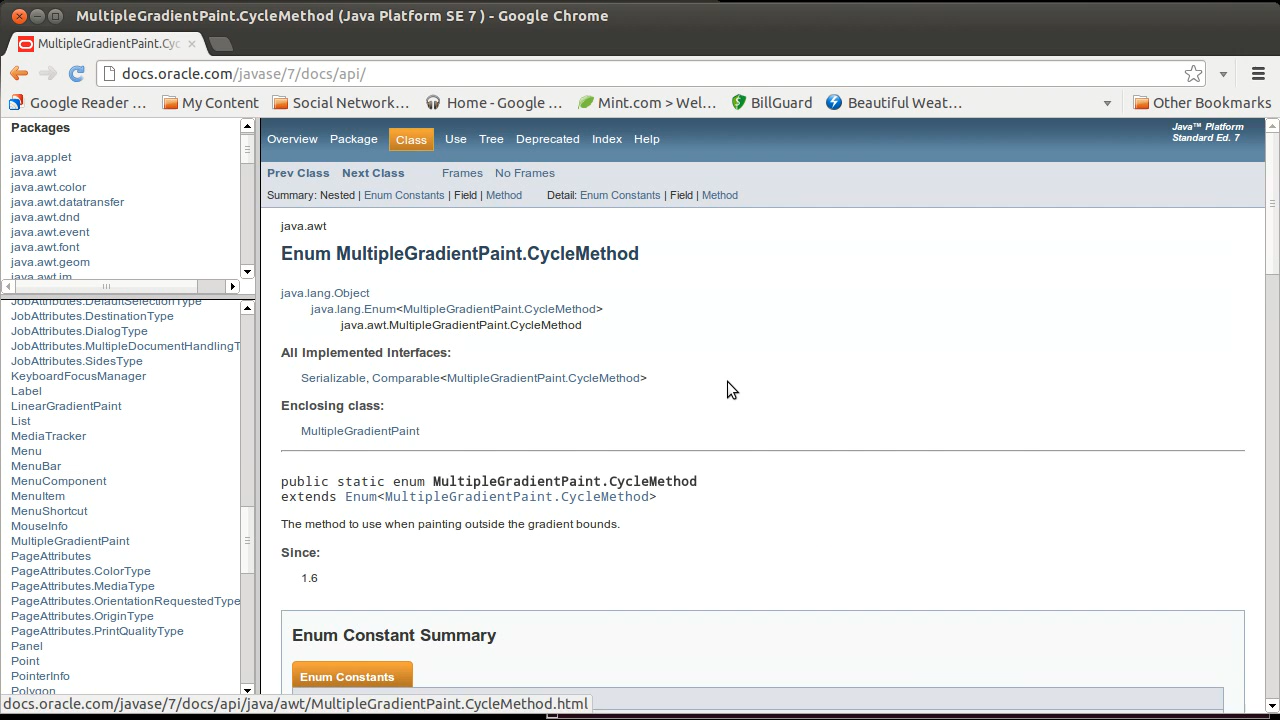 MultipleGradientPaint.CycleMethod (Java Platform SE 7 ) - Google Chrome
MultipleGradientPaint.Cyc
docs.oracle.com/javase/7/docs/api/
Google Reader ... My Content Social Network... Home - Google ... Mint.com > Wel... BillGuard Beautiful Weat... Other Bookmarks
Packages
java.applet
java.awt
java.awt.color
java.awt.datatransfer
java.awt.dnd
java.awt.event
java.awt.font
java.awt.geom
java.awt.im
JobAttributes.DefaultSelectionType
JobAttributes.DestinationType
JobAttributes.DialogType
JobAttributes.MultipleDocumentHandlingT
JobAttributes.SidesType
KeyboardFocusManager
Label
LinearGradientPaint
List
MediaTracker
Menu
MenuBar
MenuComponent
MenuItem
MenuShortcut
MouseInfo
MultipleGradientPaint
PageAttributes
PageAttributes.ColorType
PageAttributes.MediaType
PageAttributes.OrientationRequestedType
PageAttributes.OriginType
PageAttributes.PrintQualityType
Panel
Point
PointerInfo
Polygon
Overview Package Class Use Tree Deprecated Index Help
Java™ Platform
Standard Ed. 7
Prev Class Next Class Frames No Frames
Summary: Nested | Enum Constants | Field | Method Detail: Enum Constants | Field | Method
java.awt
Enum MultipleGradientPaint.CycleMethod
java.lang.Object
java.lang.Enum<MultipleGradientPaint.CycleMethod>
java.awt.MultipleGradientPaint.CycleMethod
All Implemented Interfaces:
Serializable, Comparable<MultipleGradientPaint.CycleMethod>
Enclosing class:
MultipleGradientPaint
public static enum MultipleGradientPaint.CycleMethod
extends Enum<MultipleGradientPaint.CycleMethod>
The method to use when painting outside the gradient bounds.
Since:
1.6
Enum Constant Summary
Enum Constants
docs.oracle.com/javase/7/docs/api/java/awt/MultipleGradientPaint.CycleMethod.html